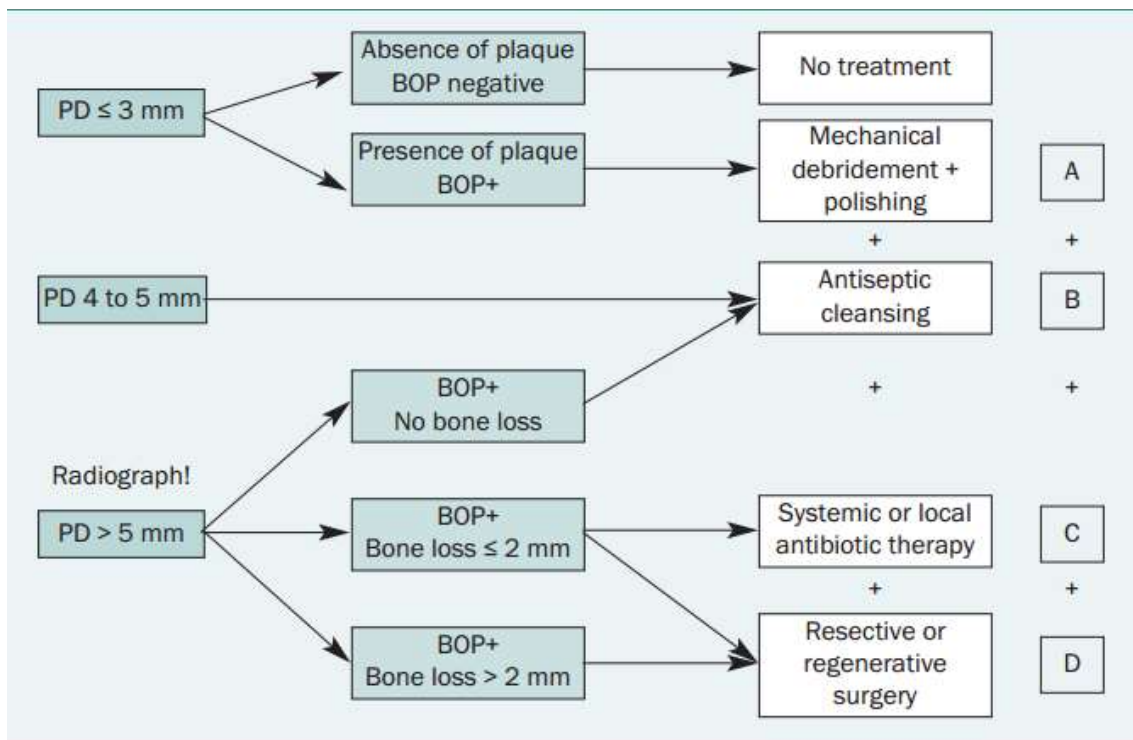 PD ≤ 3 mm
Absence of plaque
BOP negative
No treatment
Presence of plaque
BOP+
Mechanical
debridement +
polishing
A
+
+
PD 4 to 5 mm
Antiseptic
cleansing
B
BOP+
No bone loss
+
+
Radiograph!
PD > 5 mm
BOP+
Bone loss ≤ 2 mm
Systemic or local
antibiotic therapy
C
+
+
BOP+
Bone loss > 2 mm
Resective or
regenerative
surgery
D